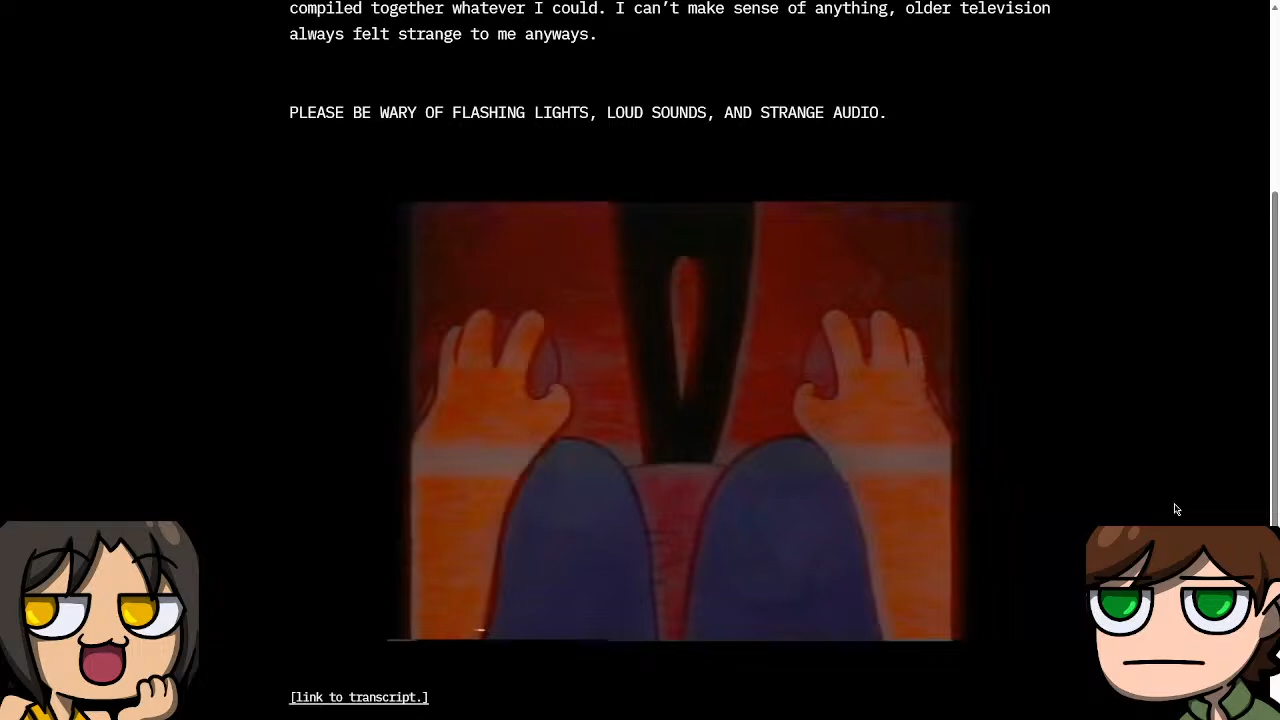 compiled together whatever I could. I can’t make sense of anything, older television
always felt strange to me anyways.
PLEASE BE WARY OF FLASHING LIGHTS, LOUD SOUNDS, AND STRANGE AUDIO.
[link to transcript.]